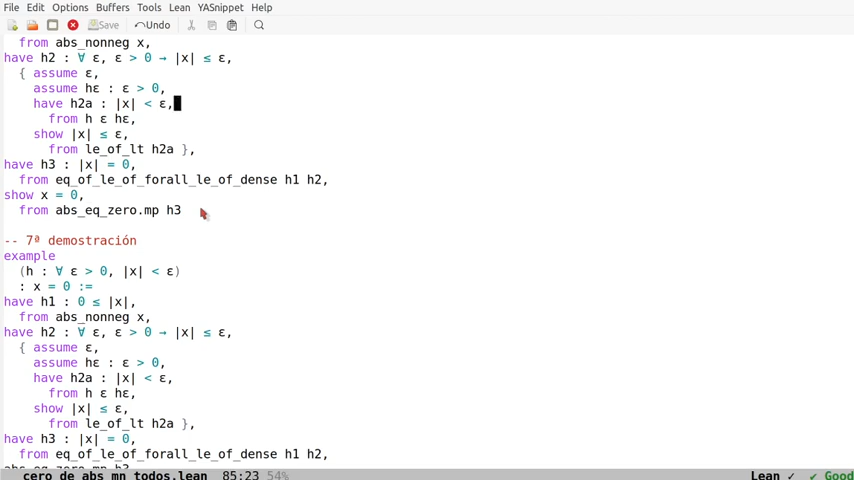 File Edit Options Buffers Tools Lean YASnippet Help
Save Undo
from abs_nonneg x,
have h2 : ∀ ε, ε > 0 → |x| ≤ ε,
{ assume ε,
assume hε : ε > 0,
have h2a : |x| < ε,
from h ε hε,
show |x| ≤ ε,
from le_of_lt h2a },
have h3 : |x| = 0,
from eq_of_le_of_forall_le_of_dense h1 h2,
show x = 0,
from abs_eq_zero.mp h3
-- 7ª demostración
example
(h : ∀ ε > 0, |x| < ε)
: x = 0 :=
have h1 : 0 ≤ |x|,
from abs_nonneg x,
have h2 : ∀ ε, ε > 0 → |x| ≤ ε,
{ assume ε,
assume hε : ε > 0,
have h2a : |x| < ε,
from h ε hε,
show |x| ≤ ε,
from le_of_lt h2a },
have h3 : |x| = 0,
from eq_of_le_of_forall_le_of_dense h1 h2,
abs_eq_zero.mp h3
cero_de_abs_mn_todos.lean 85:23 54% Lean ✓ ✓ Good